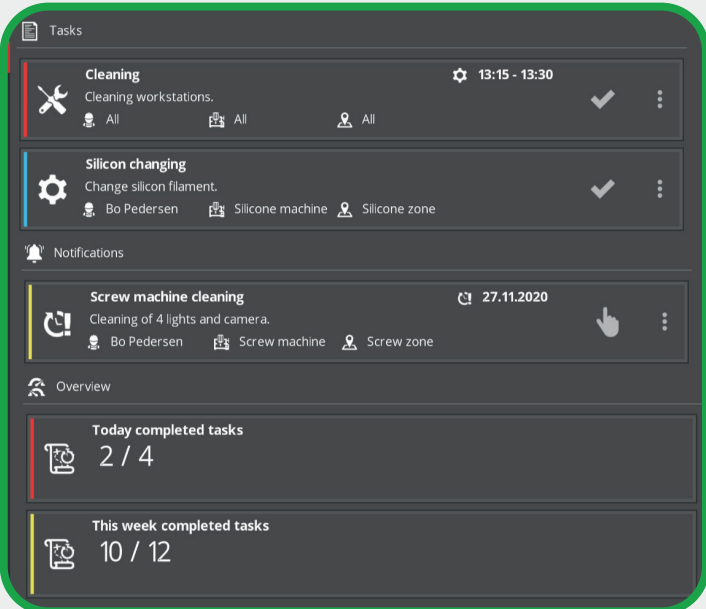 Tasks
Cleaning 13:15 - 13:30
Cleaning workstations.
All All All
Silicon changing
Change silicon filament.
Bo Pedersen Silicone machine Silicone zone
Notifications
Screw machine cleaning 27.11.2020
Cleaning of 4 lights and camera.
Bo Pedersen Screw machine Screw zone
Overview
Today completed tasks
2 / 4
This week completed tasks
10 / 12